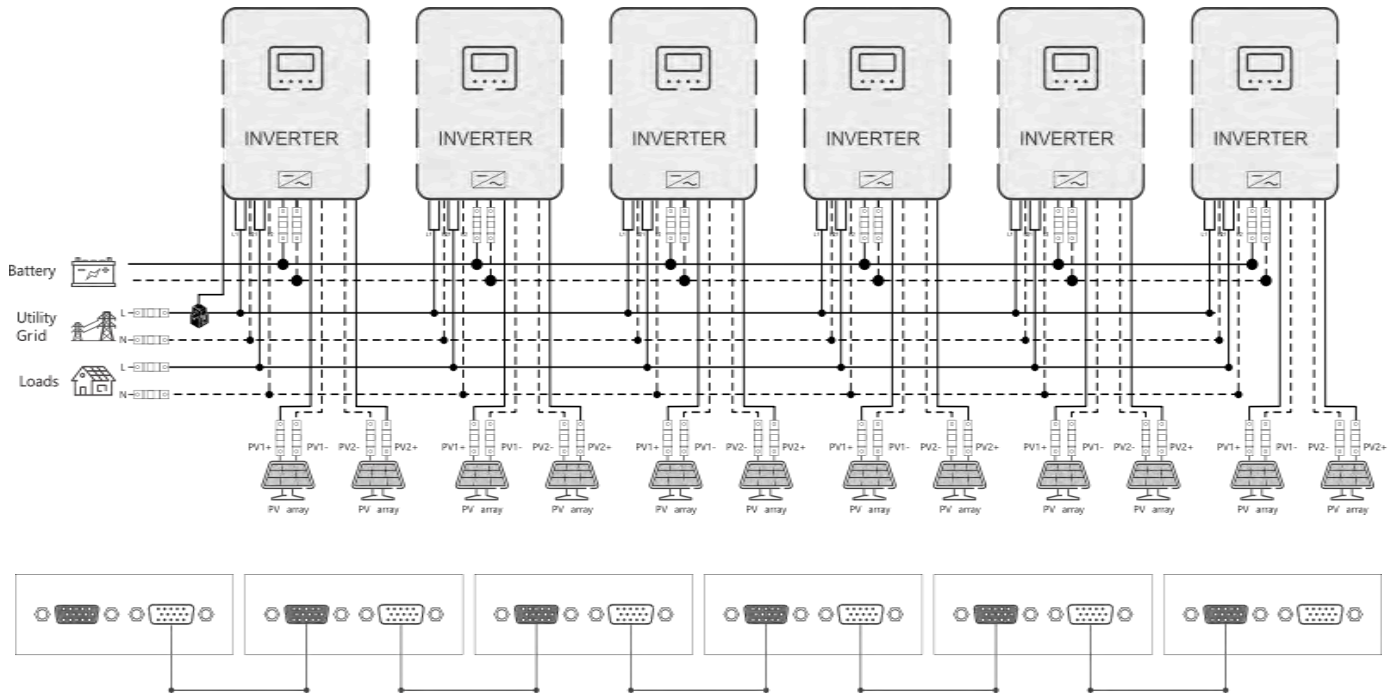 INVERTER INVERTER INVERTER INVERTER INVERTER INVERTER
Battery
Utility
Grid
L
N
Loads
L
N
PV1+ PV1- PV2- PV2+ PV1+ PV1- PV2- PV2+ PV1+ PV1- PV2- PV2+ PV1+ PV1- PV2- PV2+ PV1+ PV1- PV2- PV2+ PV1+ PV1- PV2- PV2+
PV array PV array PV array PV array PV array PV array PV array PV array PV array PV array PV array PV array